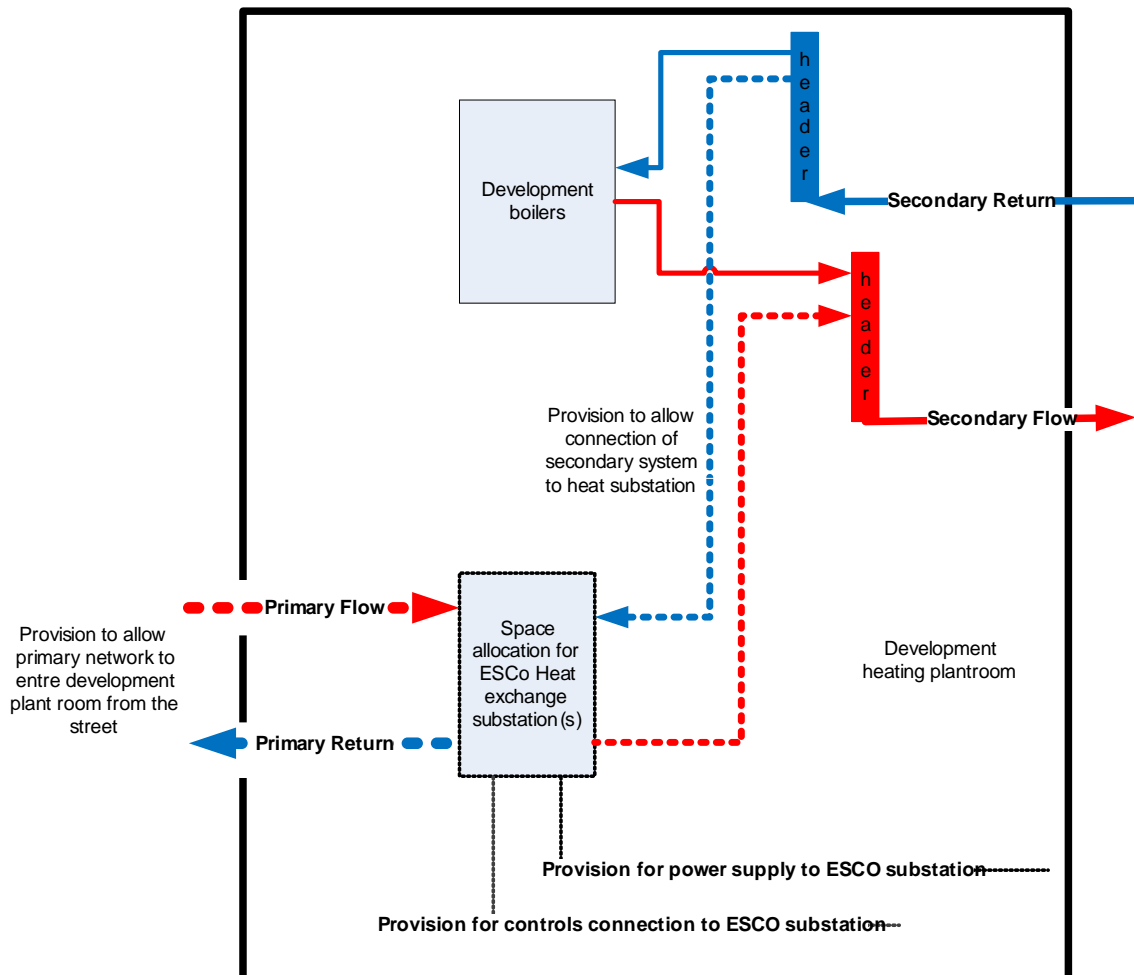 header
Development
boilers
Secondary Return
header
Secondary Flow
Provision to allow
connection of
secondary system
to heat substation
Primary Flow
Provision to allow
primary network to
entre development
plant room from the
street
Space
allocation for
ESCo Heat
exchange
substation(s)
Development
heating plantroom
Primary Return
Provision for power supply to ESCO substation
Provision for controls connection to ESCO substation